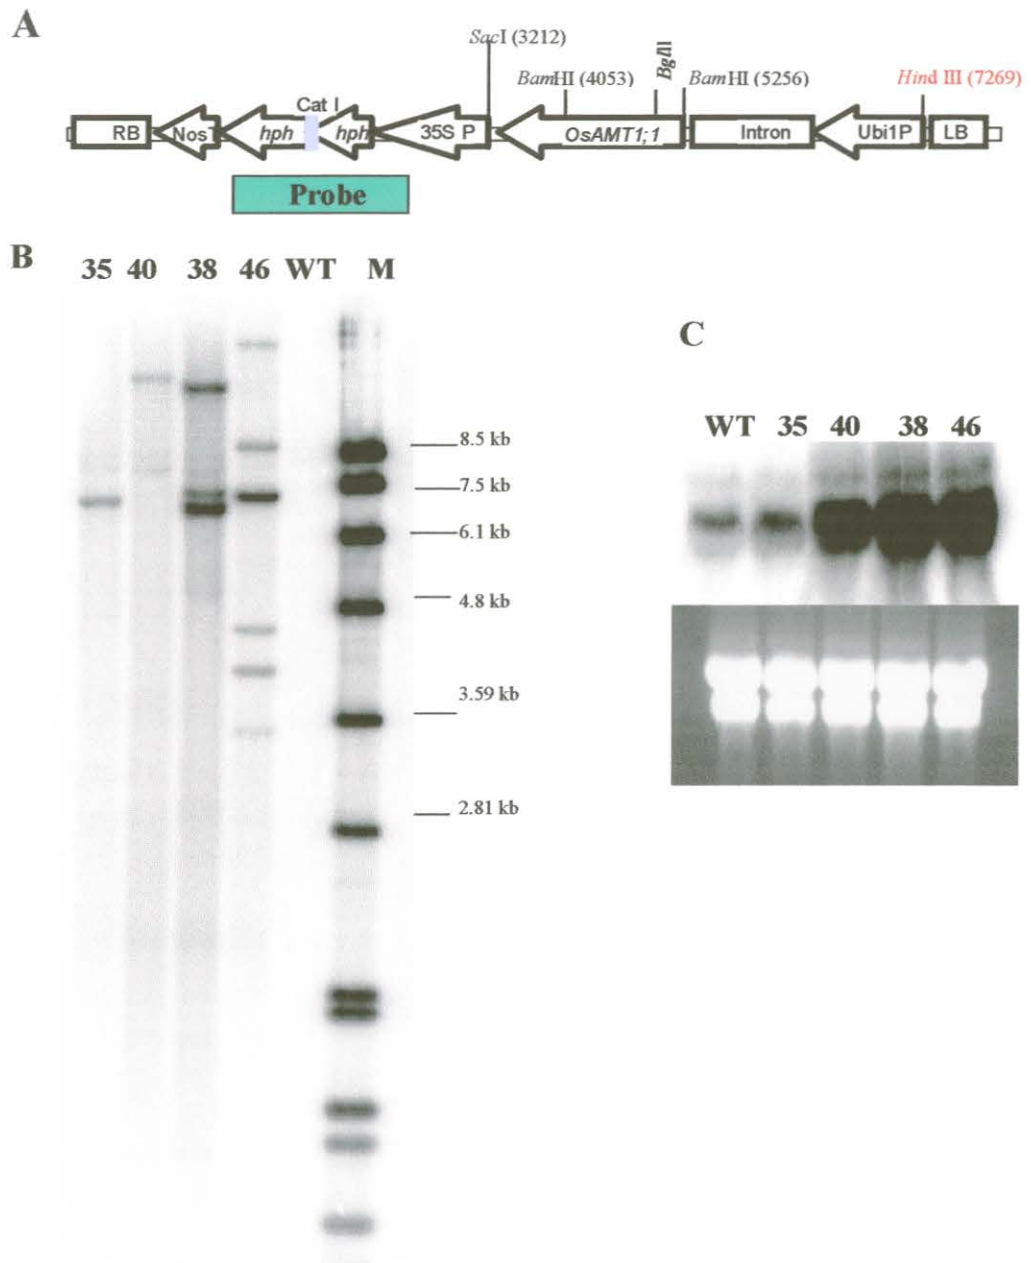 A
SacI (3212)
BamHI (4053)
BglII
BamHI (5256)
Hind III (7269)
Cat I
RB
NosT
hph
hph
35S P
OsAMT1;1
Intron
Ubi1P
LB
Probe
B
35 40 38 46 WT M
8.5 kb
7.5 kb
6.1 kb
4.8 kb
3.59 kb
2.81 kb
C
WT 35 40 38 46